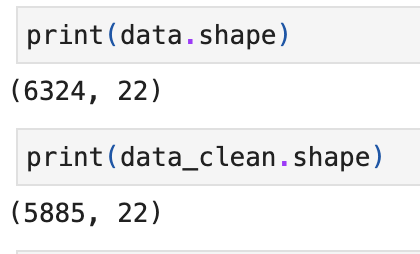 print(data.shape)
(6324, 22)
print(data_clean.shape)
(5885, 22)